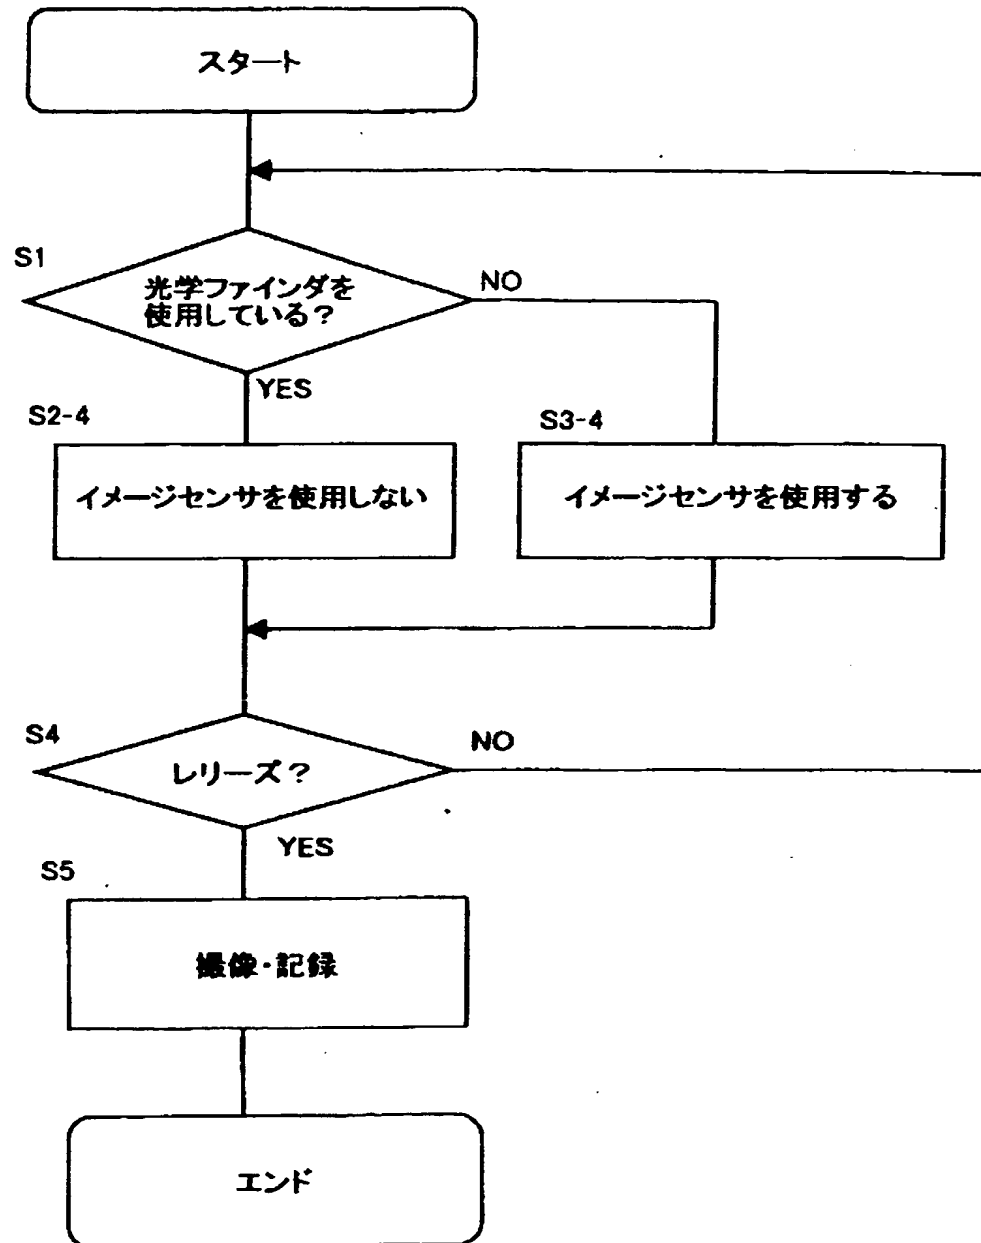 スタート
S1
光学ファインダを
使用している？
NO
YES
S2-4
イメージセンサを使用しない
S3-4
イメージセンサを使用する
S4
レリーズ？
NO
YES
S5
撮像・記録
エンド